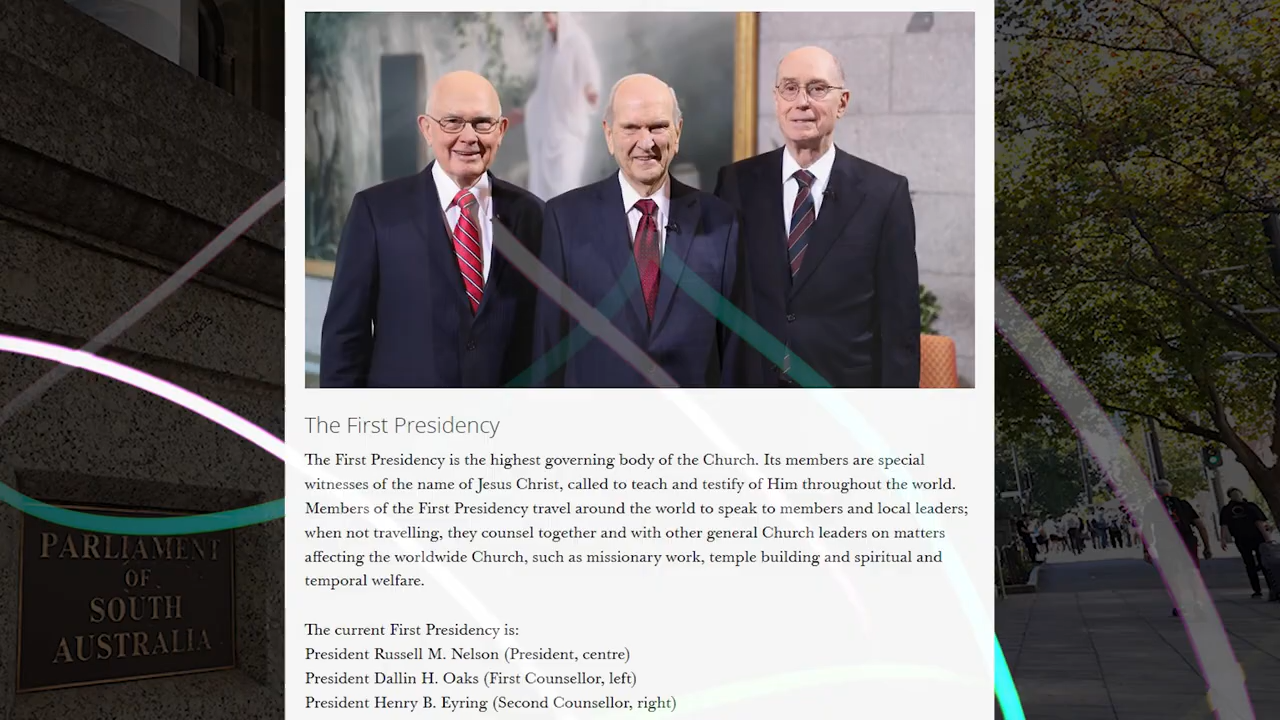 The First Presidency
The First Presidency is the highest governing body of the Church. Its members are special
witnesses of the name of Jesus Christ, called to teach and testify of Him throughout the world.
Members of the First Presidency travel around the world to speak to members and local leaders;
when not travelling, they counsel together and with other general Church leaders on matters
affecting the worldwide Church, such as missionary work, temple building and spiritual and
temporal welfare.
The current First Presidency is:
President Russell M. Nelson (President, centre)
President Dallin H. Oaks (First Counsellor, left)
President Henry B. Eyring (Second Counsellor, right)
PARLIAMENT
OF
SOUTH
AUSTRALIA